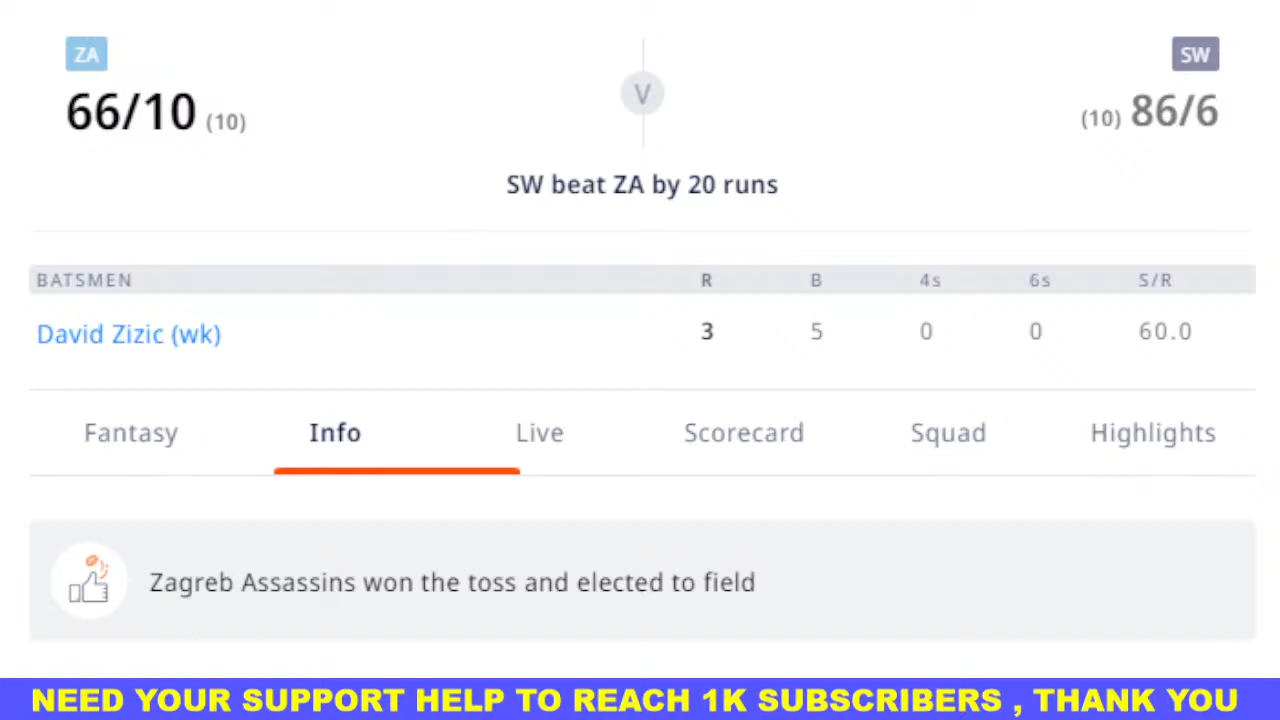 ZA
SW
66/10 (10)
V
(10) 86/6
SW beat ZA by 20 runs
BATSMEN R B 4s 6s S/R
David Zizic (wk) 3 5 0 0 60.0
Fantasy Info Live Scorecard Squad Highlights
Zagreb Assassins won the toss and elected to field
NEED YOUR SUPPORT HELP TO REACH 1K SUBSCRIBERS , THANK YOU